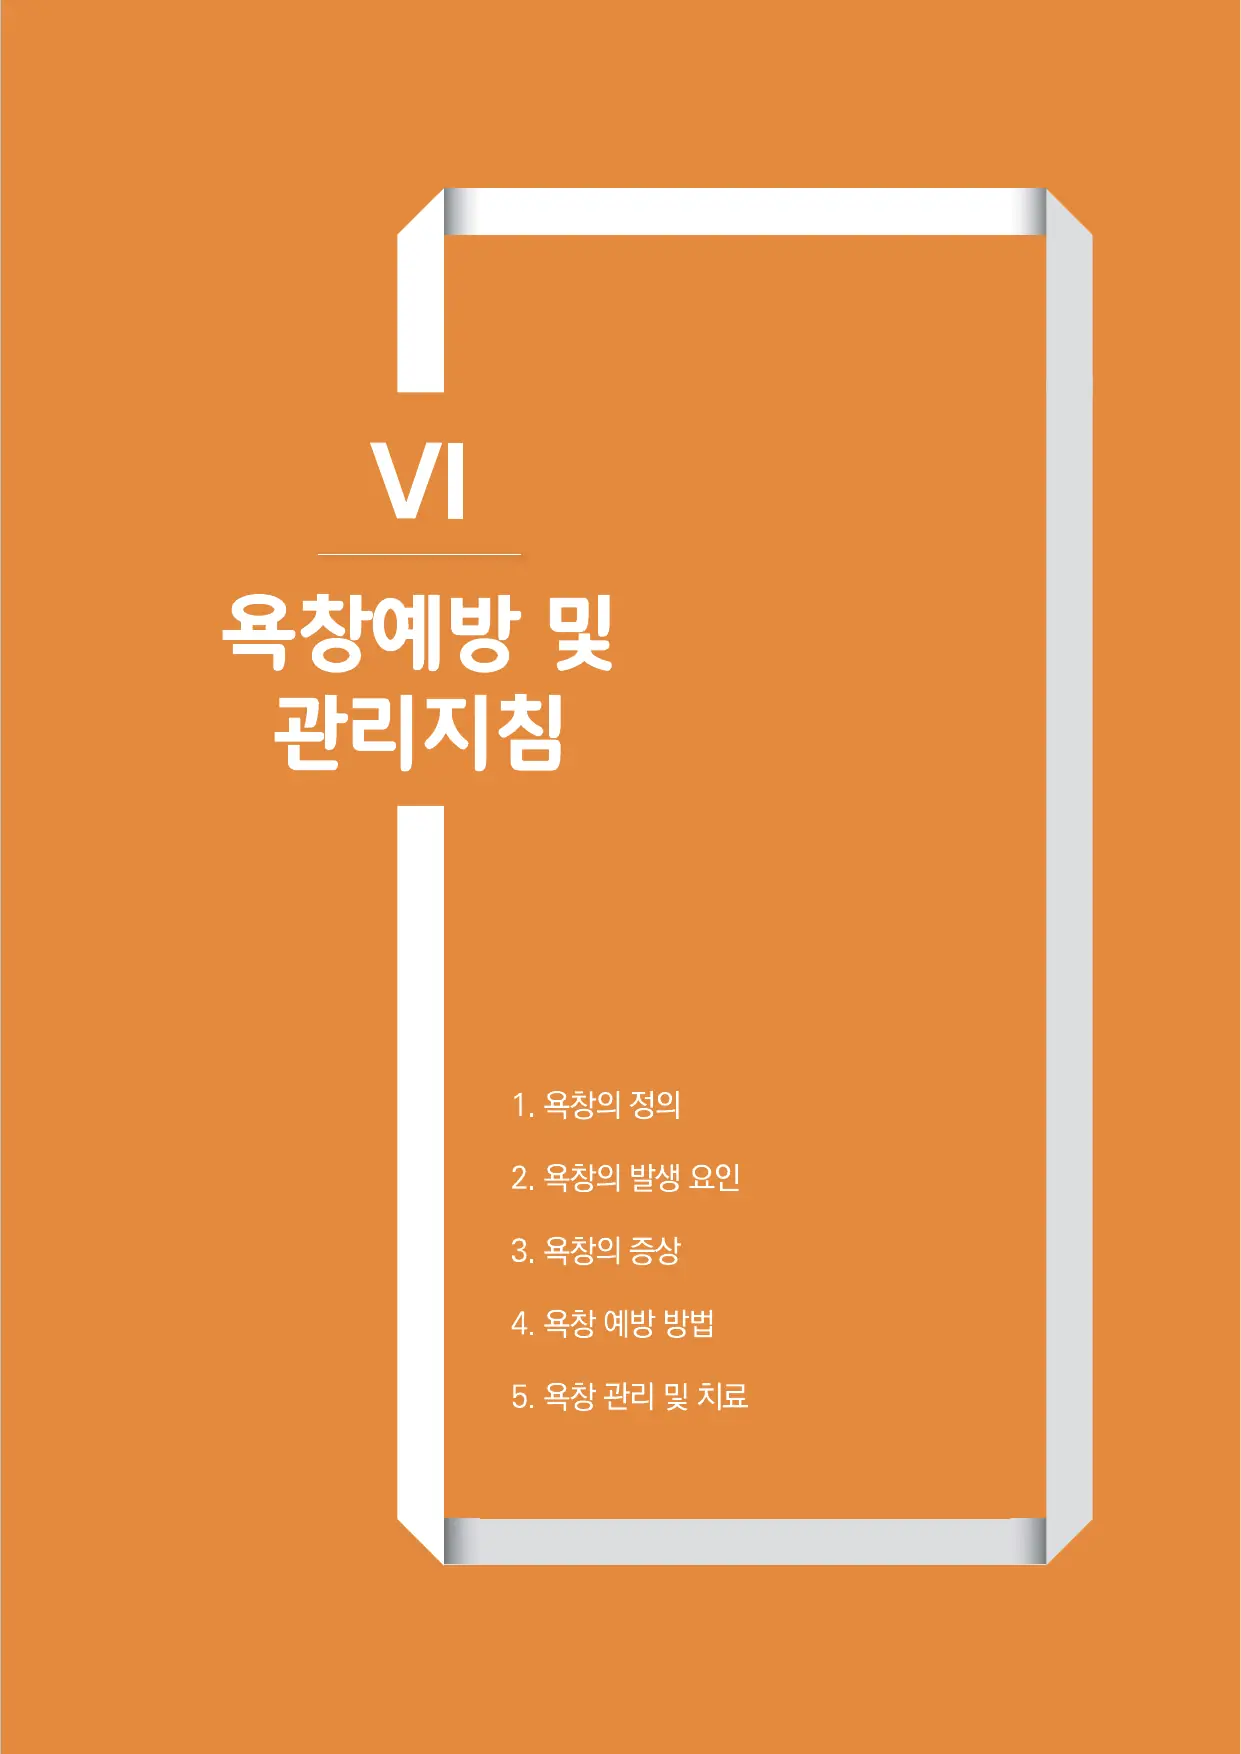 VI
욕창예방 및
관리지침
1. 욕창의 정의
2. 욕창의 발생 요인
3. 욕창의 증상
4. 욕창 예방 방법
5. 욕창 관리 및 치료